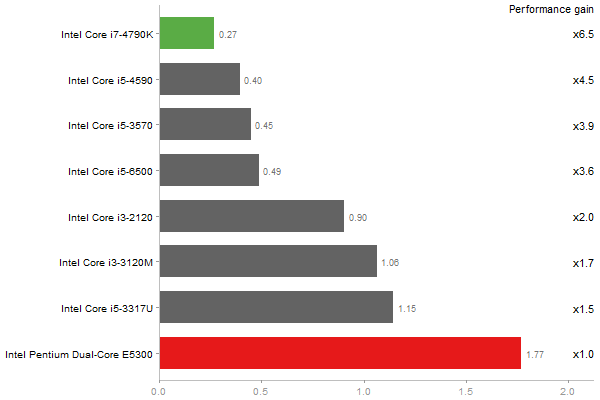 Performance gain
Intel Core i7-4790K 0.27 x6.5
Intel Core i5-4590 0.40 x4.5
Intel Core i5-3570 0.45 x3.9
Intel Core i5-6500 0.49 x3.6
Intel Core i3-2120 0.90 x2.0
Intel Core i3-3120M 1.06 x1.7
Intel Core i5-3317U 1.15 x1.5
Intel Pentium Dual-Core E5300 1.77 x1.0
0.0 0.5 1.0 1.5 2.0